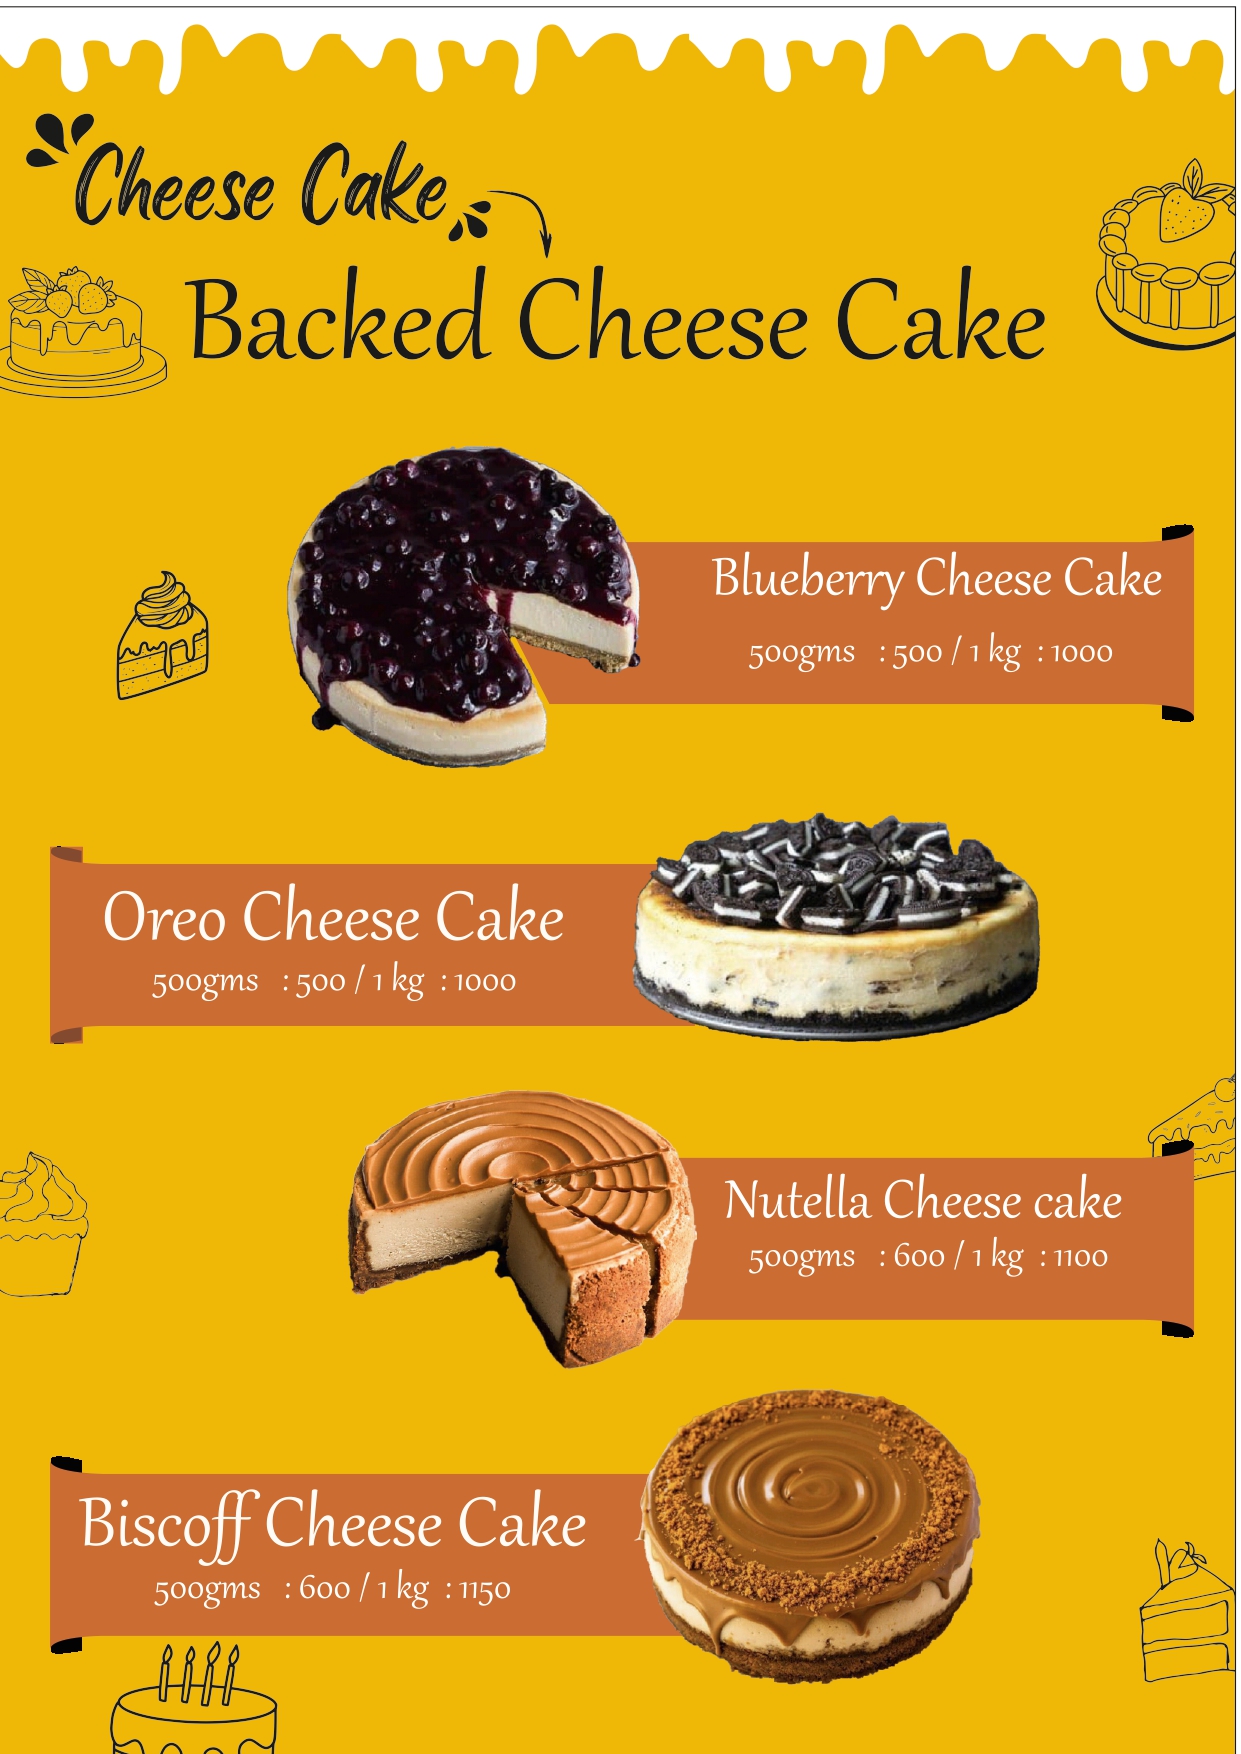 Cheese Cake
Backed Cheese Cake
Blueberry Cheese Cake
500gms : 500 / 1 kg : 1000
Oreo Cheese Cake
500gms : 500 / 1 kg : 1000
Nutella Cheese cake
500gms : 600 / 1 kg : 1100
Biscoff Cheese Cake
500gms : 600 / 1 kg : 1150